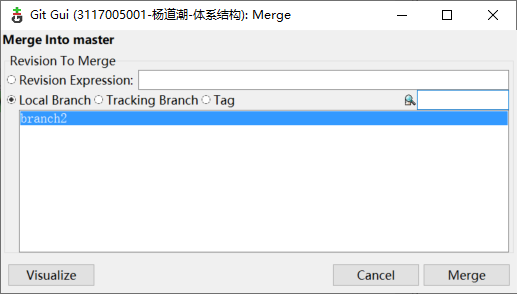 Git Gui (3117005001-杨道潮-体系结构): Merge
Merge Into master
Revision To Merge
Revision Expression:
Local Branch Tracking Branch Tag
branch2
Visualize Cancel Merge